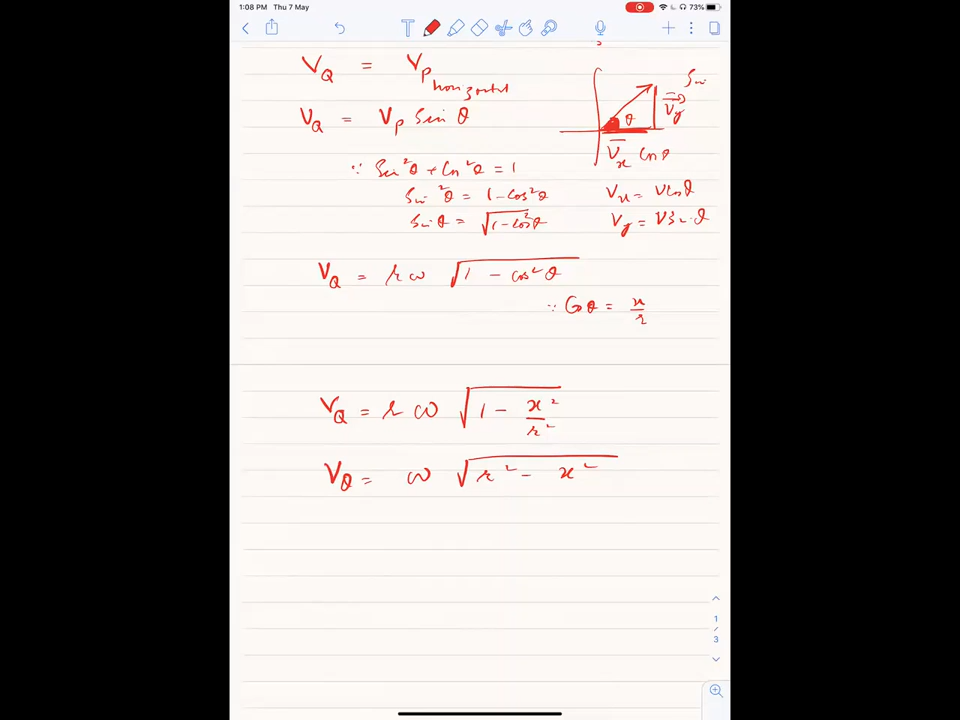 1:08 PM Thu 7 May
73%
V_Q = V_P horizontal
V_Q = V_P Sin θ
θ
V_y
V_x Cos θ
∵ Sin²θ + Cos²θ = 1
Sin²θ = 1 - Cos²θ
Sin θ = √(1 - Cos²θ)
V_x = V Cos θ
V_y = V Sin θ
V_Q = r ω √(1 - cos² θ)
∵ Cos θ = x/r
V_Q = r ω √(1 - x²/r²)
V_Q = ω √(r² - x²)
1
/
3